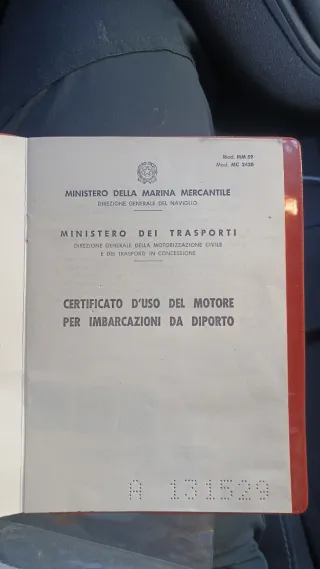 Mod. MM 59
Mod. MC 243B
MINISTERO DELLA MARINA MERCANTILE
DIREZIONE GENERALE DEL NAVIGLIO
MINISTERO DEI TRASPORTI
DIREZIONE GENERALE DELLA MOTORIZZAZIONE CIVILE
E DEI TRASPORTI IN CONCESSIONE
CERTIFICATO D'USO DEL MOTORE
PER IMBARCAZIONI DA DIPORTO
A 131529